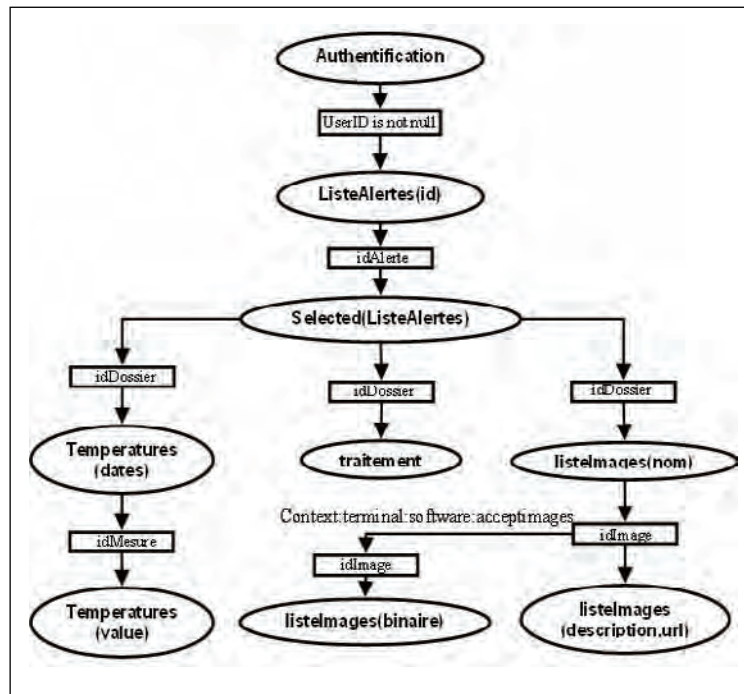 Authentification
UserID is not null
ListeAlertes(id)
idAlerte
Selected(ListeAlertes)
idDossier
idDossier
idDossier
Temperatures
(dates)
traitement
listeImages(nom)
Context:terminal:software:acceptimages
idMesure
idImage
idImage
Temperatures
(value)
listeImages(binaire)
listeImages
(description,url)